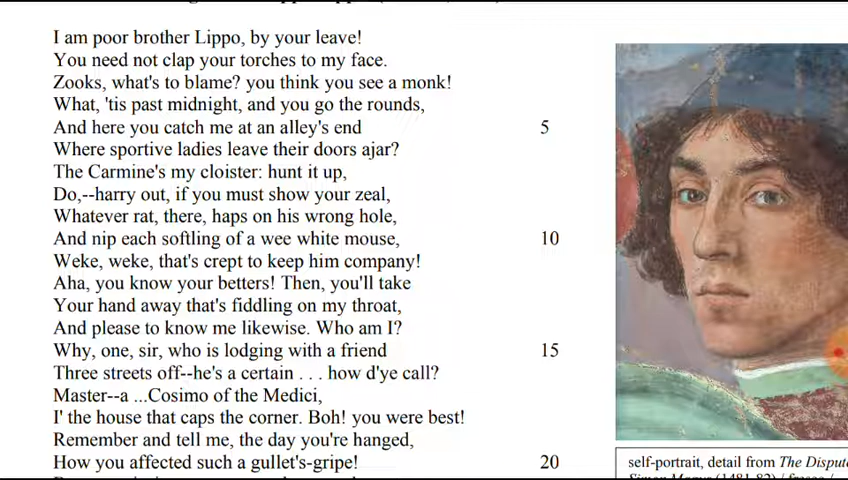 I am poor brother Lippo, by your leave!
You need not clap your torches to my face.
Zooks, what's to blame? you think you see a monk!
What, 'tis past midnight, and you go the rounds,
And here you catch me at an alley's end
5
Where sportive ladies leave their doors ajar?
The Carmine's my cloister: hunt it up,
Do,--harry out, if you must show your zeal,
Whatever rat, there, haps on his wrong hole,
And nip each softling of a wee white mouse,
10
Weke, weke, that's crept to keep him company!
Aha, you know your betters! Then, you'll take
Your hand away that's fiddling on my throat,
And please to know me likewise. Who am I?
Why, one, sir, who is lodging with a friend
15
Three streets off--he's a certain . . . how d'ye call?
Master--a ...Cosimo of the Medici,
I' the house that caps the corner. Boh! you were best!
Remember and tell me, the day you're hanged,
How you affected such a gullet's-gripe!
20
self-portrait, detail from The Dispute